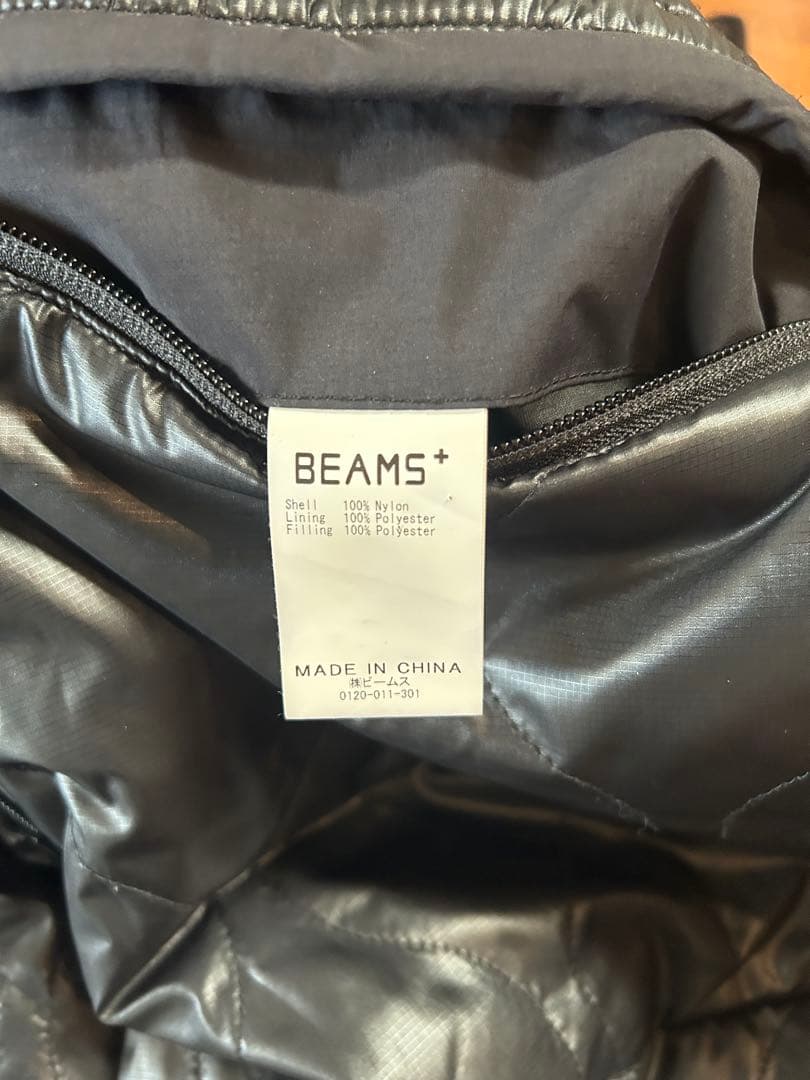 BEAMS+
Shell 100% Nylon
Lining 100% Polyester
Filling 100% Polyester
MADE IN CHINA
㈱ビームス
0120-011-301